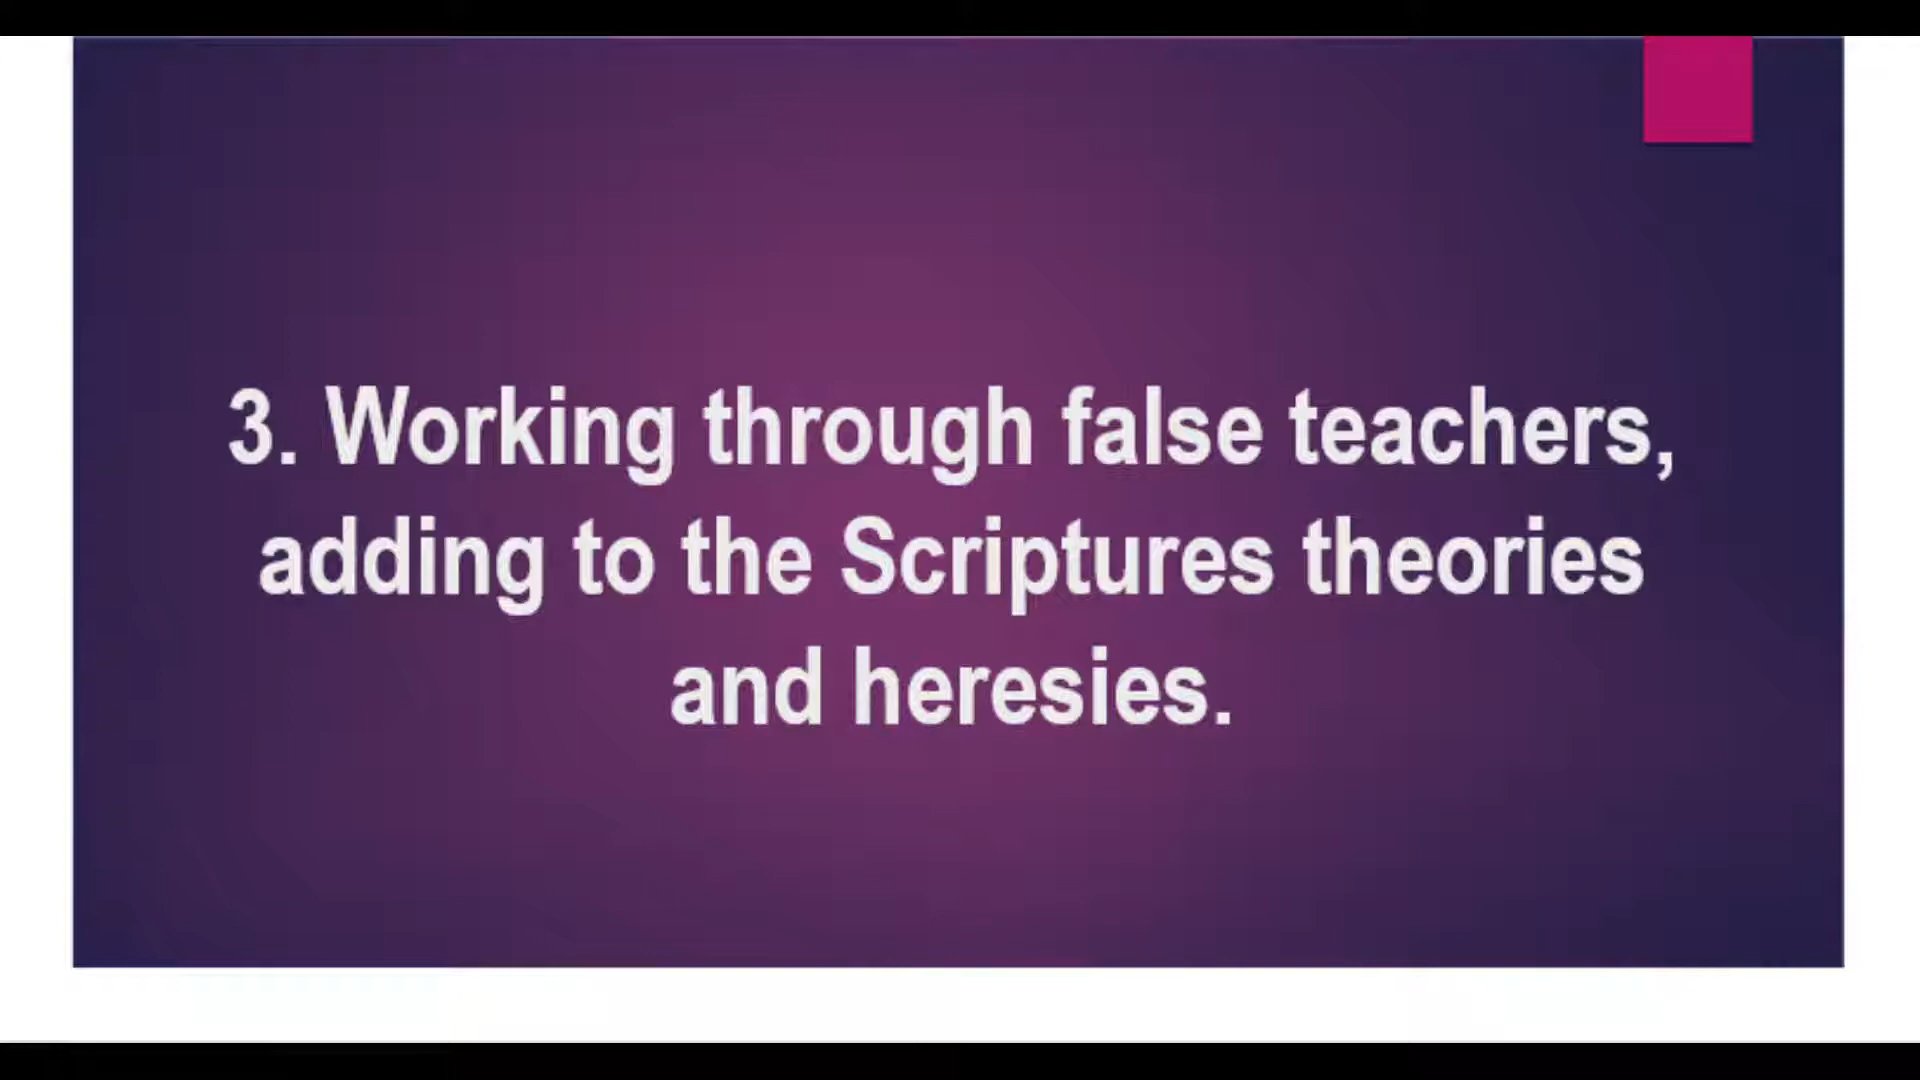 3. Working through false teachers,
adding to the Scriptures theories
and heresies.